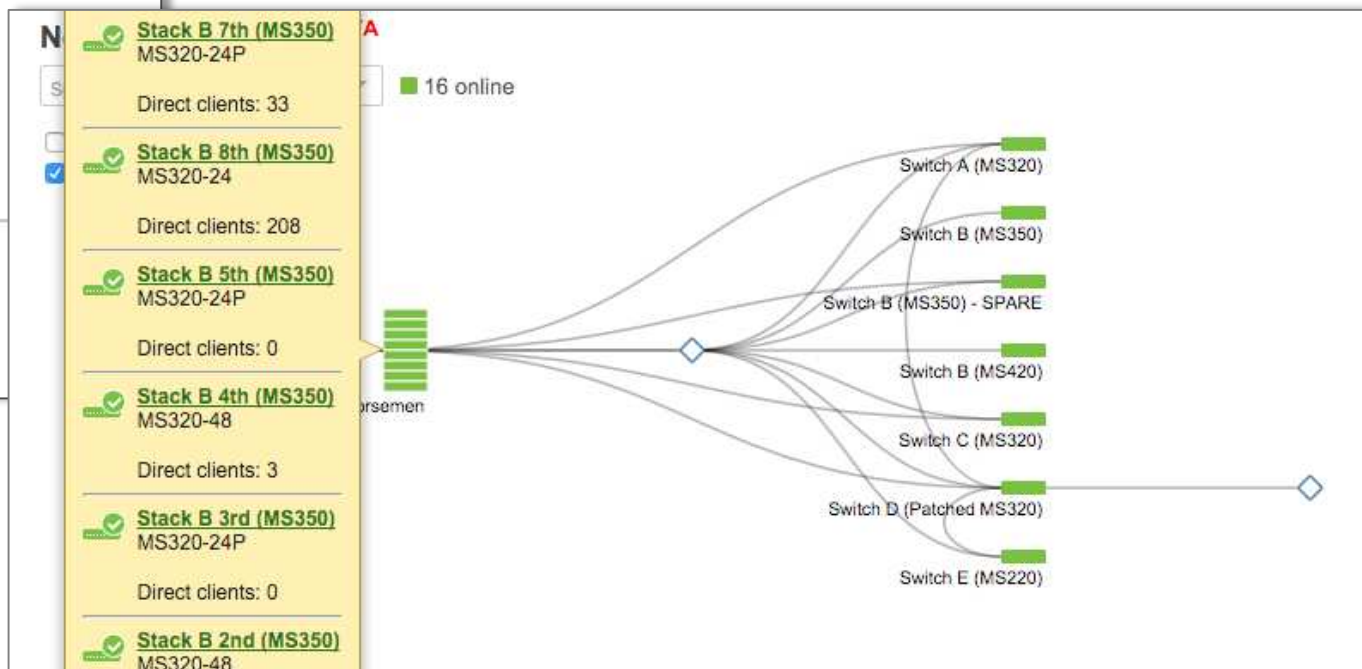 Stack B 7th (MS350)
MS320-24P
Direct clients: 33
Stack B 8th (MS350)
MS320-24
Direct clients: 208
Stack B 5th (MS350)
MS320-24P
Direct clients: 0
Stack B 4th (MS350)
MS320-48
Direct clients: 3
Stack B 3rd (MS350)
MS320-24P
Direct clients: 0
Stack B 2nd (MS350)
MS320-48
16 online
Switch A (MS320)
Switch B (MS350)
Switch B (MS350) - SPARE
Switch B (MS420)
Switch C (MS320)
Switch D (Patched MS320)
Switch E (MS220)